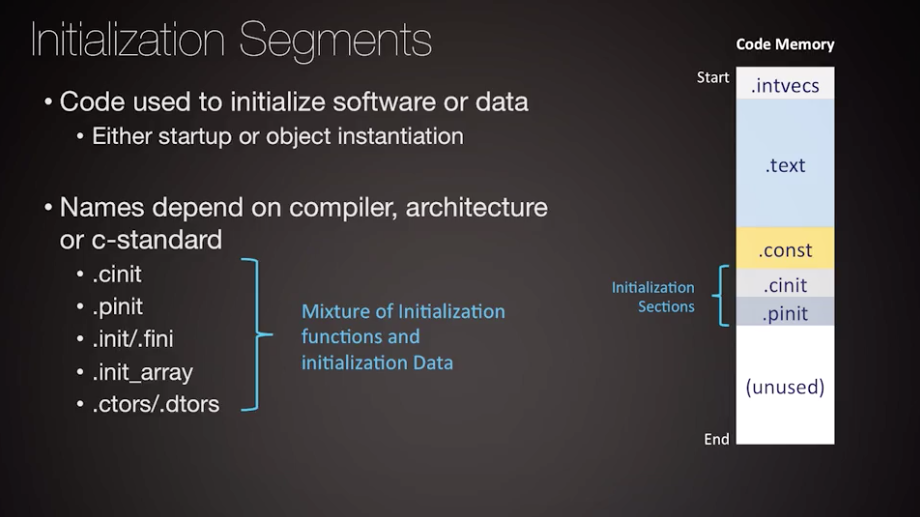 Initialization Segments
• Code used to initialize software or data
• Either startup or object instantiation
• Names depend on compiler, architecture
or c-standard
• .cinit
• .pinit
• .init/.fini
• .init_array
• .ctors/.dtors
Mixture of Initialization
functions and
initialization Data
Code Memory
Start
.intvecs
.text
.const
Initialization
Sections
.cinit
.pinit
(unused)
End